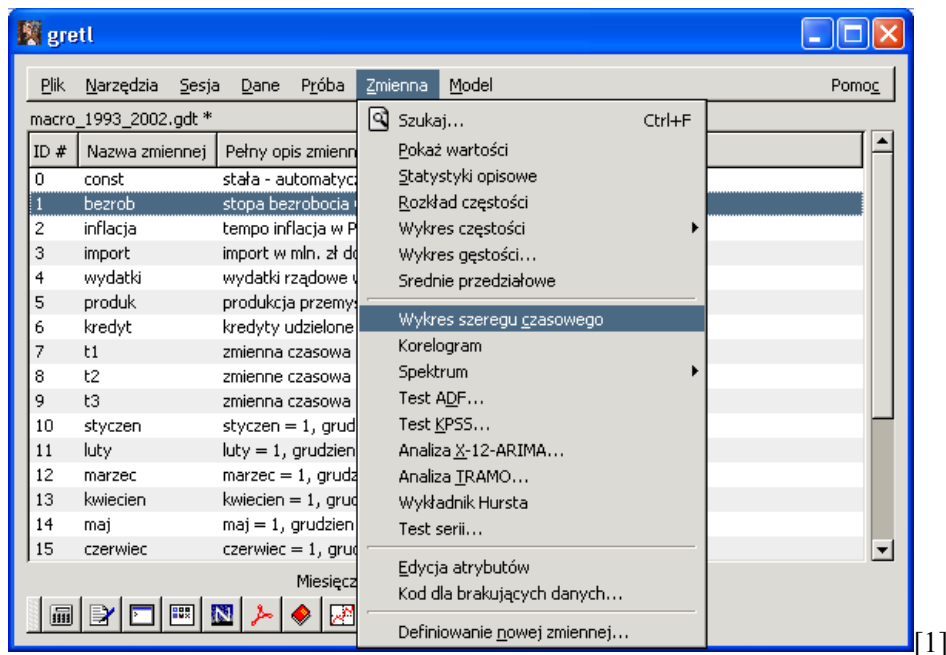 gretl
Plik Narzędzia Sesja Dane Próba Zmienna Model Pomoc
macro_1993_2002.gdt *
ID # Nazwa zmiennej Pełny opis zmienn
0 const stała - automatycz
1 bezrob stopa bezrobocia
2 inflacja tempo inflacja w P
3 import import w mln. zł do
4 wydatki wydatki rządowe
5 produk produkcja przemys
6 kredyt kredyty udzielone
7 t1 zmienna czasowa
8 t2 zmienne czasowa
9 t3 zmienna czasowa
10 styczen styczen = 1, grud
11 luty luty = 1, grudzien
12 marzec marzec = 1, grudz
13 kwiecien kwiecien = 1, grud
14 maj maj = 1, grudzien
15 czerwiec czerwiec = 1, grud
Miesięcz
Szukaj... Ctrl+F
Pokaż wartości
Statystyki opisowe
Rozkład częstości
Wykres częstości
Wykres gęstości...
Srednie przedziałowe
Wykres szeregu czasowego
Korelogram
Spektrum
Test ADF...
Test KPSS...
Analiza X-12-ARIMA...
Analiza TRAMO...
Wykładnik Hursta
Test serii...
Edycja atrybutów
Kod dla brakujących danych...
Definiowanie nowej zmiennej...
[1]